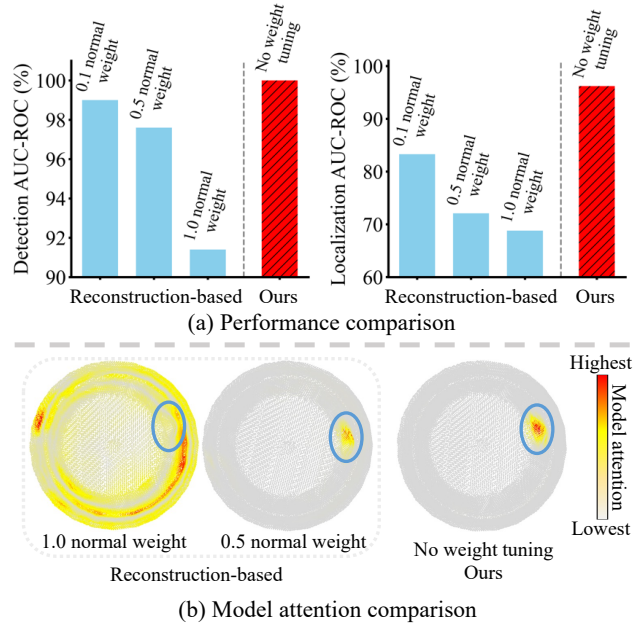 Detection AUC-ROC (%)
100
98
96
94
92
90
0.1 normal
weight
0.5 normal
weight
1.0 normal
weight
No weight
tuning
Reconstruction-based
Ours
Localization AUC-ROC (%)
100
90
80
70
60
0.1 normal
weight
0.5 normal
weight
1.0 normal
weight
No weight
tuning
Reconstruction-based
Ours
(a) Performance comparison
1.0 normal weight
0.5 normal weight
Reconstruction-based
No weight tuning
Ours
Highest
Model attention
Lowest
(b) Model attention comparison